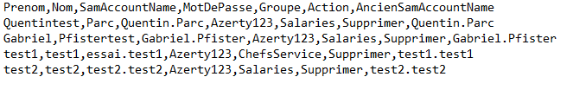 Prenom,Nom,SamAccountName,MotDePasse,Groupe,Action,AncienSamAccountName
Quentintest,Parc,Quentin.Parc,Azerty123,Salaries,Supprimer,Quentin.Parc
Gabriel,Pfistertest,Gabriel.Pfister,Azerty123,Salaries,Supprimer,Gabriel.Pfister
test1,test1,essai.test1,Azerty123,ChefsService,Supprimer,test1.test1
test2,test2,test2.test2,Azerty123,Salaries,Supprimer,test2.test2